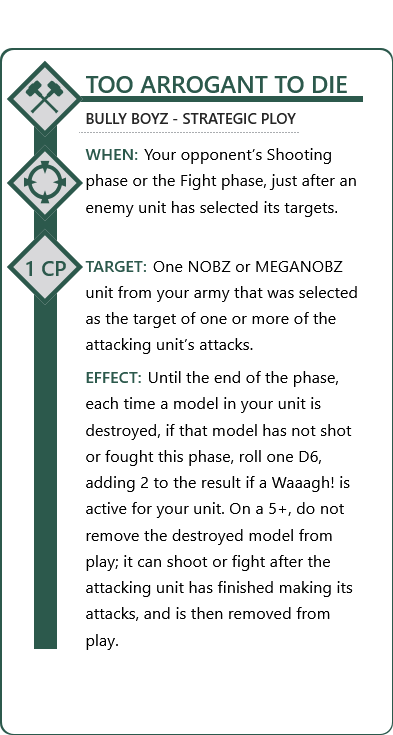 TOO ARROGANT TO DIE
BULLY BOYZ - STRATEGIC PLOY
WHEN: Your opponent's Shooting
phase or the Fight phase, just after an
enemy unit has selected its targets.
1 CP
TARGET: One NOBZ or MEGANOBZ
unit from your army that was selected
as the target of one or more of the
attacking unit's attacks.
EFFECT: Until the end of the phase,
each time a model in your unit is
destroyed, if that model has not shot
or fought this phase, roll one D6,
adding 2 to the result if a Waaagh! is
active for your unit. On a 5+, do not
remove the destroyed model from
play; it can shoot or fight after the
attacking unit has finished making its
attacks, and is then removed from
play.